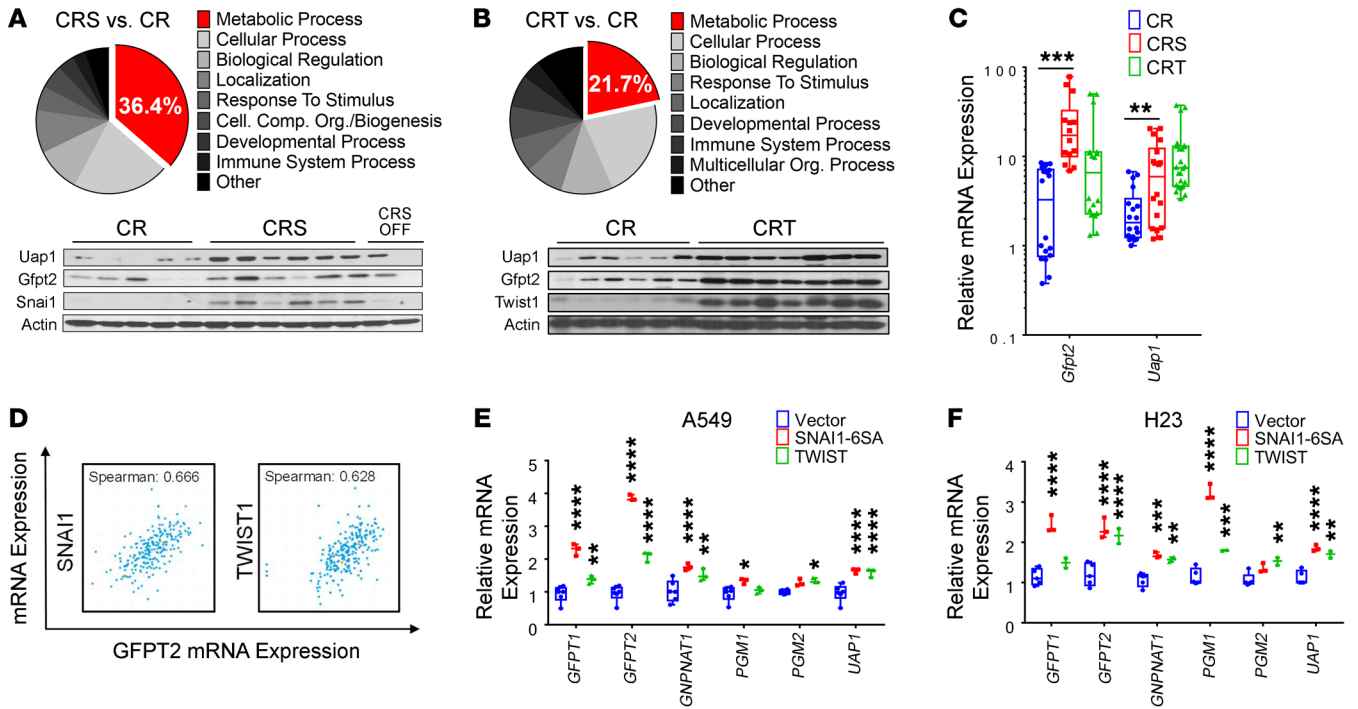 A
CRS vs. CR
36.4%
Metabolic Process
Cellular Process
Biological Regulation
Localization
Response To Stimulus
Cell. Comp. Org./Biogenesis
Developmental Process
Immune System Process
Other
CR
CRS
CRS
OFF
Uap1
Gfpt2
Snai1
Actin
B
CRT vs. CR
21.7%
Metabolic Process
Cellular Process
Biological Regulation
Response To Stimulus
Localization
Developmental Process
Immune System Process
Multicellular Org. Process
Other
CR
CRT
Uap1
Gfpt2
Twist1
Actin
C
CR
CRS
CRT
Relative mRNA Expression
100
10
1
0.1
***
**
Gfpt2
Uap1
D
mRNA Expression
SNAI1
Spearman: 0.666
TWIST1
Spearman: 0.628
GFPT2 mRNA Expression
E
A549
Vector
SNAI1-6SA
TWIST
Relative mRNA
Expression
5
4
3
2
1
0
****
**
****
****
****
**
*
*
****
****
GFPT1
GFPT2
GNPNAT1
PGM1
PGM2
UAP1
F
H23
Vector
SNAI1-6SA
TWIST
Relative mRNA
Expression
4
3
2
1
0
****
****
****
***
**
****
***
**
****
**
GFPT1
GFPT2
GNPNAT1
PGM1
PGM2
UAP1